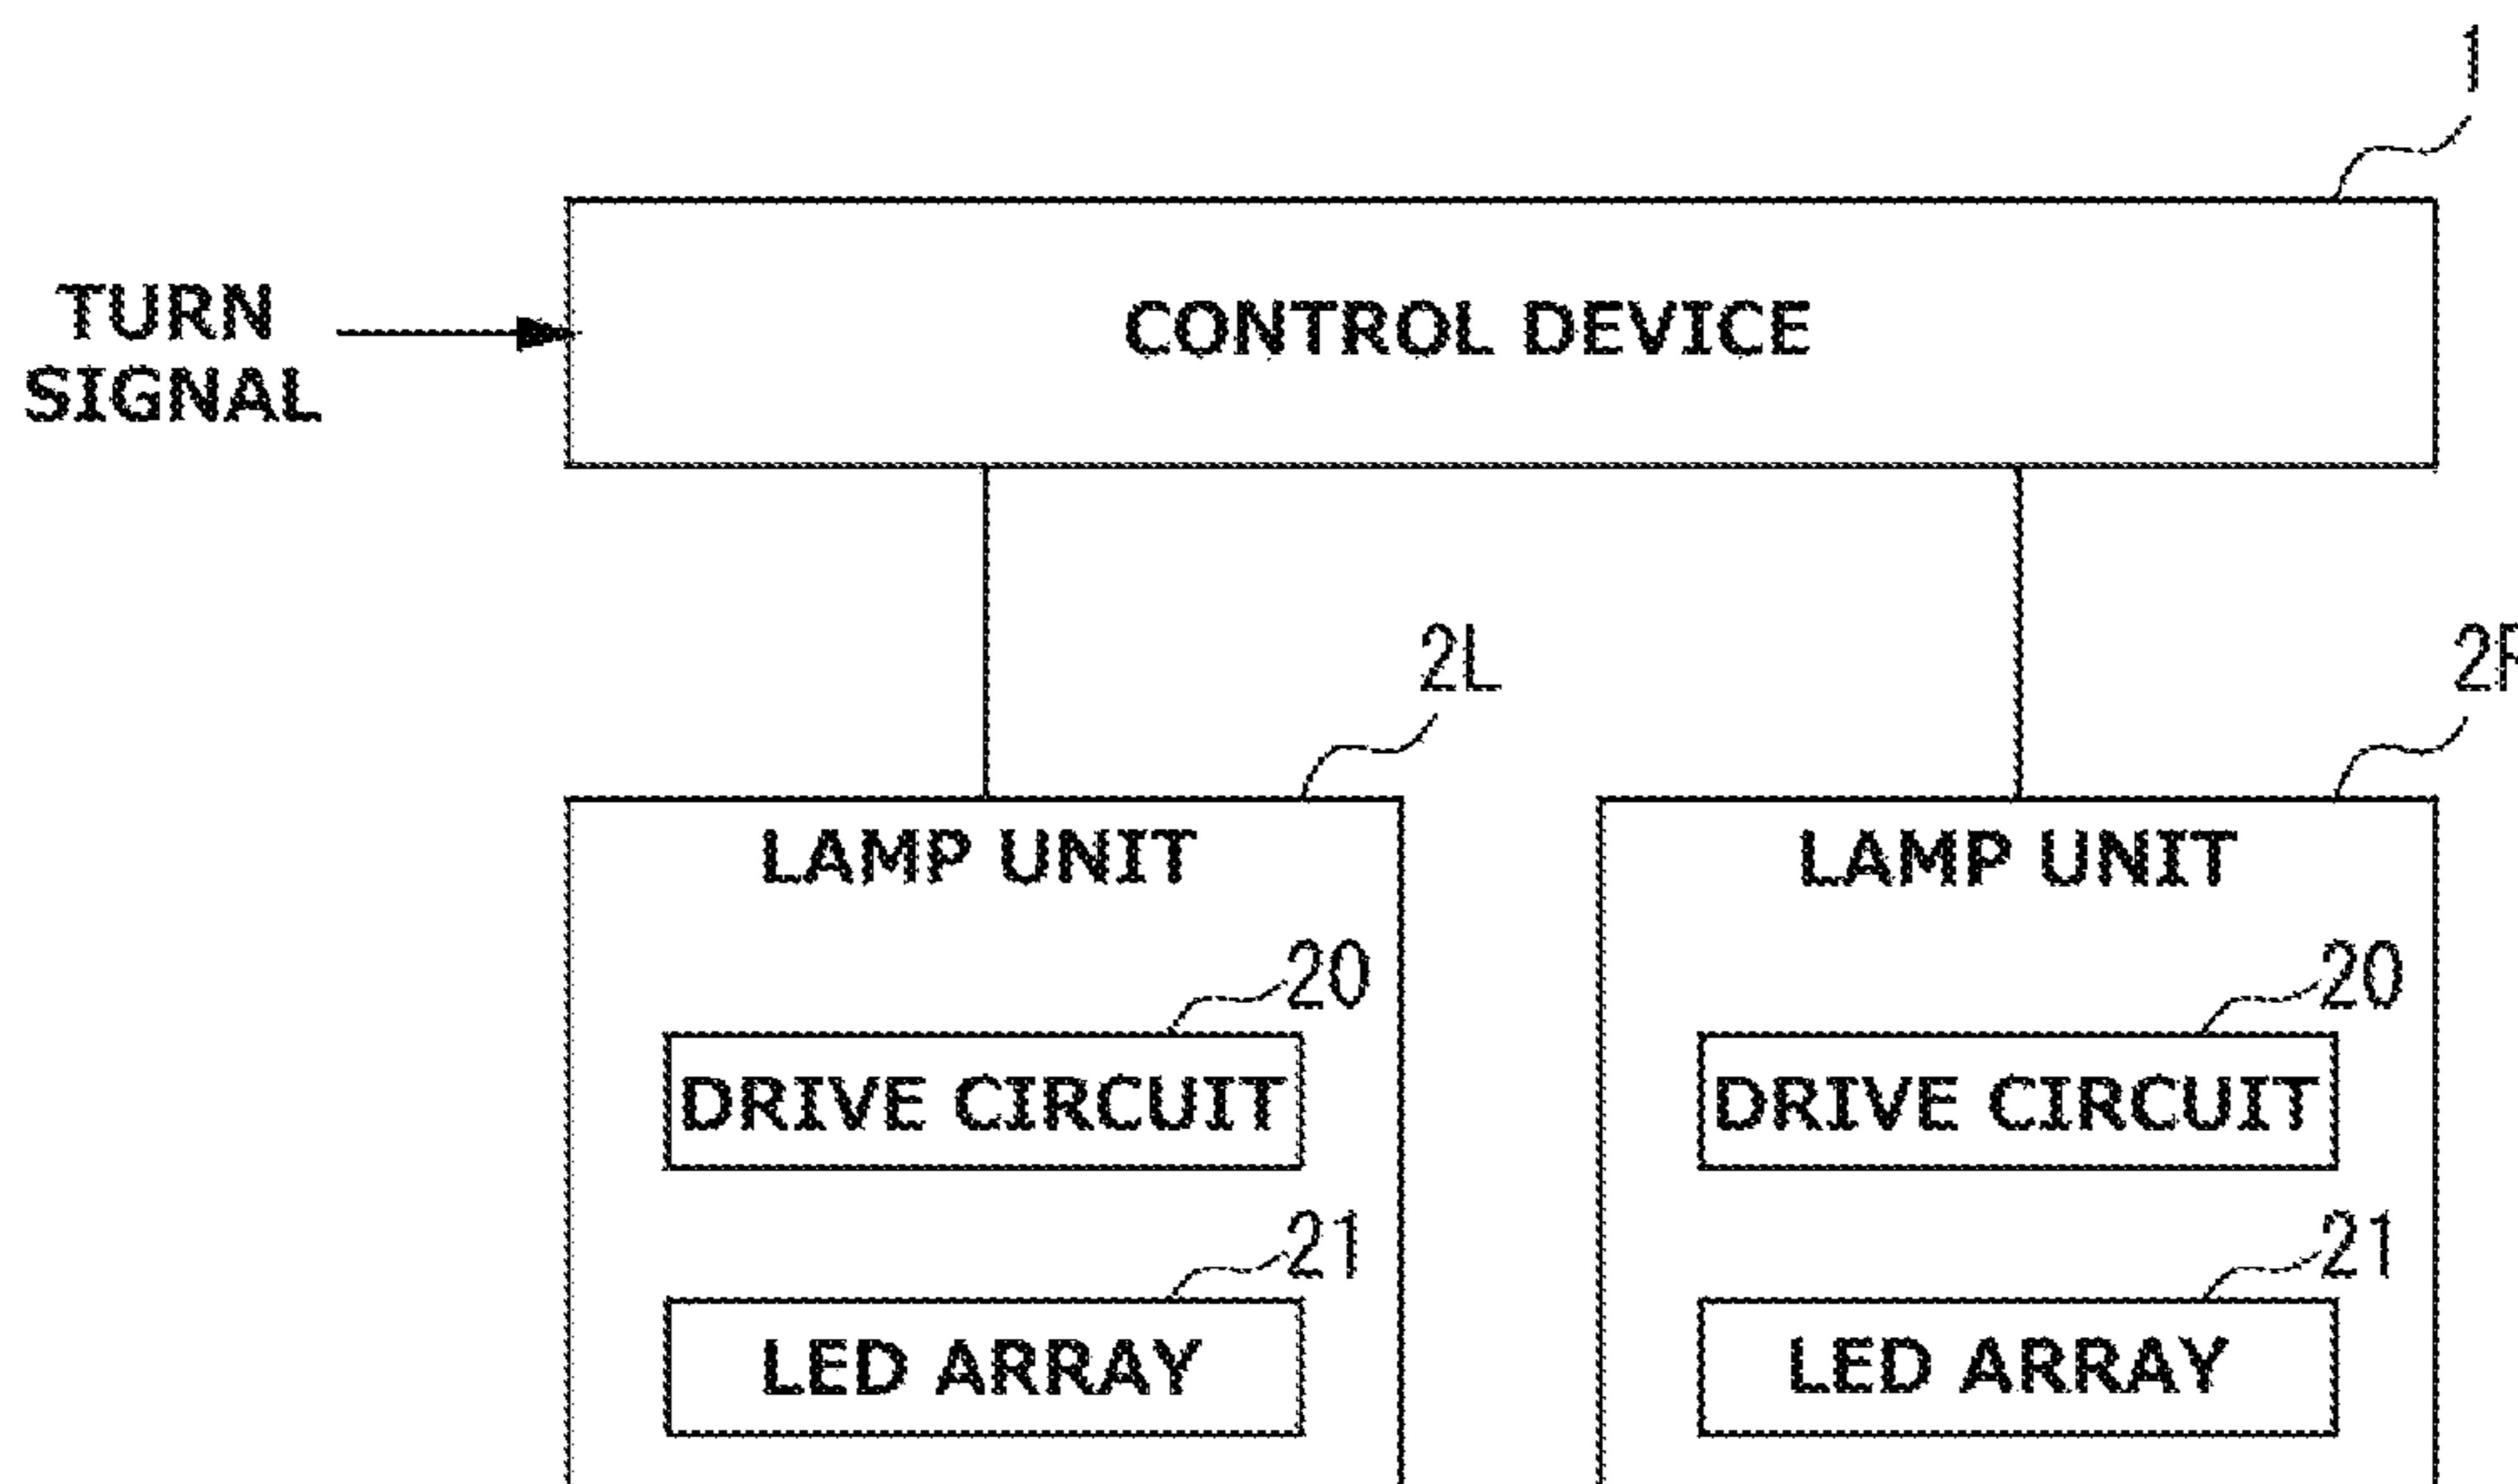 1
TURN
SIGNAL
CONTROL DEVICE
2L
LAMP UNIT
LAMP UNIT
20
20
DRIVE CIRCUIT
DRIVE CIRCUIT
21
21
LED ARRAY
LED ARRAY